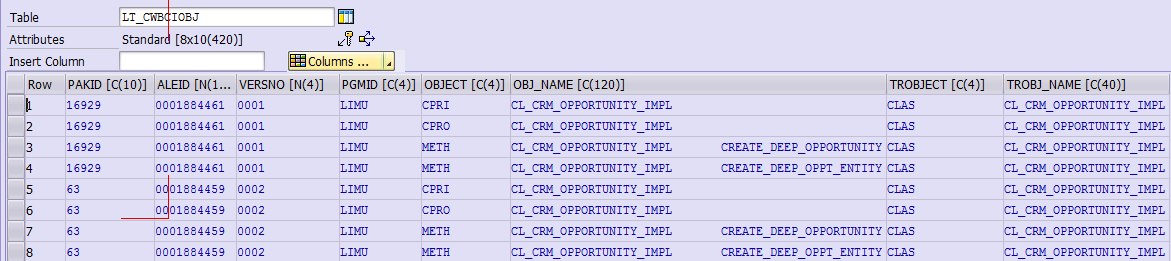 Table LT_CWBCIOBJ
Attributes Standard [8x10(420)]
Insert Column Columns ...
Row PAKID [C(10)] ALEID [N(1... VERSNO [N(4)] PGMID [C(4)] OBJECT [C(4)] OBJ_NAME [C(120)] TROBJECT [C(4)] TROBJ_NAME [C(40)]
1 16929 0001884461 0001 LIMU CPRI CL_CRM_OPPORTUNITY_IMPL CLAS CL_CRM_OPPORTUNITY_IMPL
2 16929 0001884461 0001 LIMU CPRO CL_CRM_OPPORTUNITY_IMPL CLAS CL_CRM_OPPORTUNITY_IMPL
3 16929 0001884461 0001 LIMU METH CL_CRM_OPPORTUNITY_IMPL CREATE_DEEP_OPPORTUNITY CLAS CL_CRM_OPPORTUNITY_IMPL
4 16929 0001884461 0001 LIMU METH CL_CRM_OPPORTUNITY_IMPL CREATE_DEEP_OPPT_ENTITY CLAS CL_CRM_OPPORTUNITY_IMPL
5 63 0001884459 0002 LIMU CPRI CL_CRM_OPPORTUNITY_IMPL CLAS CL_CRM_OPPORTUNITY_IMPL
6 63 0001884459 0002 LIMU CPRO CL_CRM_OPPORTUNITY_IMPL CLAS CL_CRM_OPPORTUNITY_IMPL
7 63 0001884459 0002 LIMU METH CL_CRM_OPPORTUNITY_IMPL CREATE_DEEP_OPPORTUNITY CLAS CL_CRM_OPPORTUNITY_IMPL
8 63 0001884459 0002 LIMU METH CL_CRM_OPPORTUNITY_IMPL CREATE_DEEP_OPPT_ENTITY CLAS CL_CRM_OPPORTUNITY_IMPL